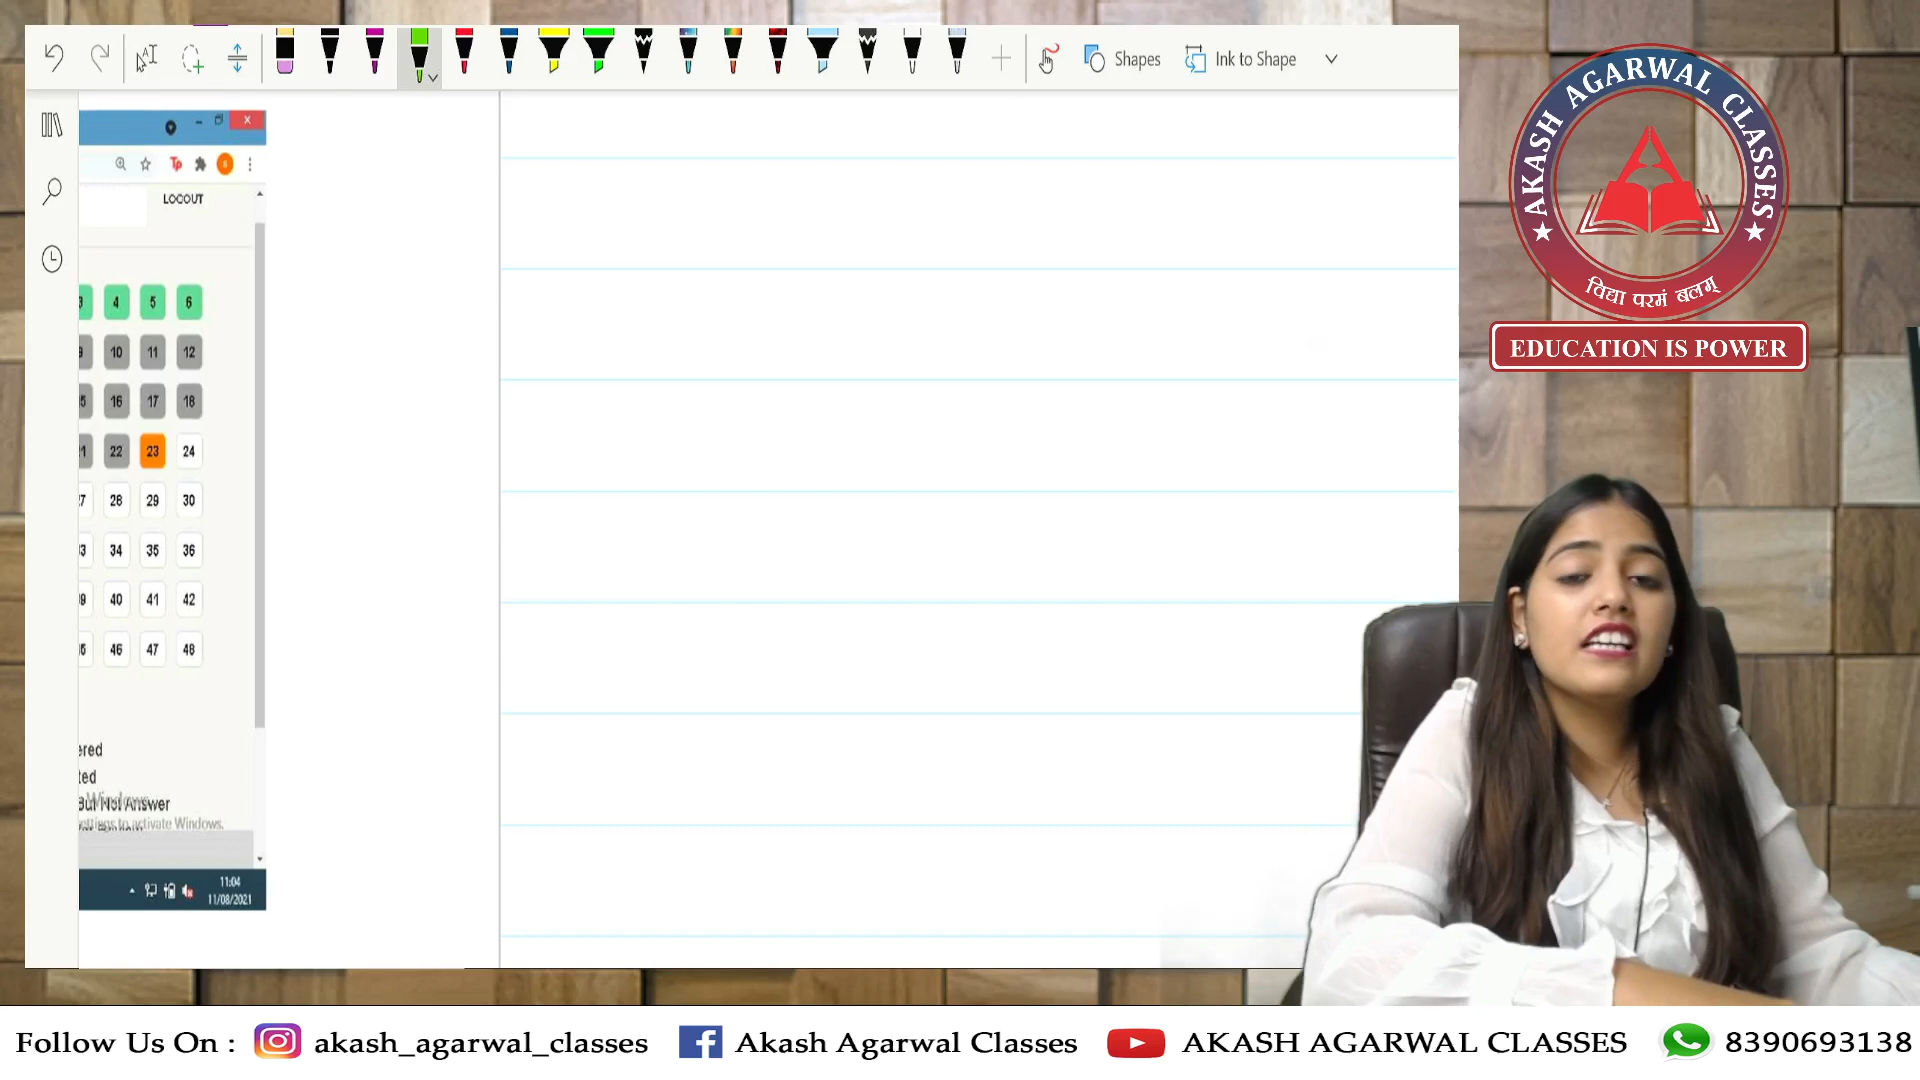 Shapes
Ink to Shape
LOGOUT
4 5 6
10 11 12
16 17 18
22 23 24
28 29 30
34 35 36
40 41 42
46 47 48
ered
ted
But Not Answer
11:04
11/08/2021
AKASH AGARWAL CLASSES
विद्या परमं बलम्
EDUCATION IS POWER
Follow Us On : akash_agarwal_classes Akash Agarwal Classes AKASH AGARWAL CLASSES 8390693138